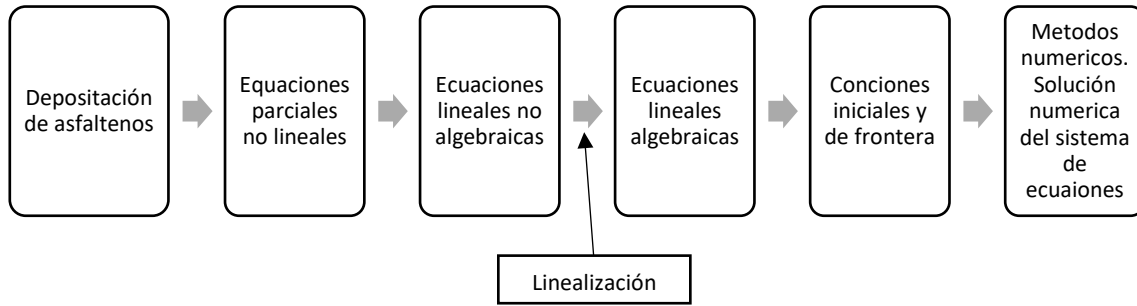 Depositación
de asfaltenos
Equaciones
parciales
no lineales
Ecuaciones
lineales no
algebraicas
Ecuaciones
lineales
algebraicas
Conciones
iniciales y
de frontera
Metodos
numericos.
Solución
numerica
del sistema
de
ecuaiones
Linealización